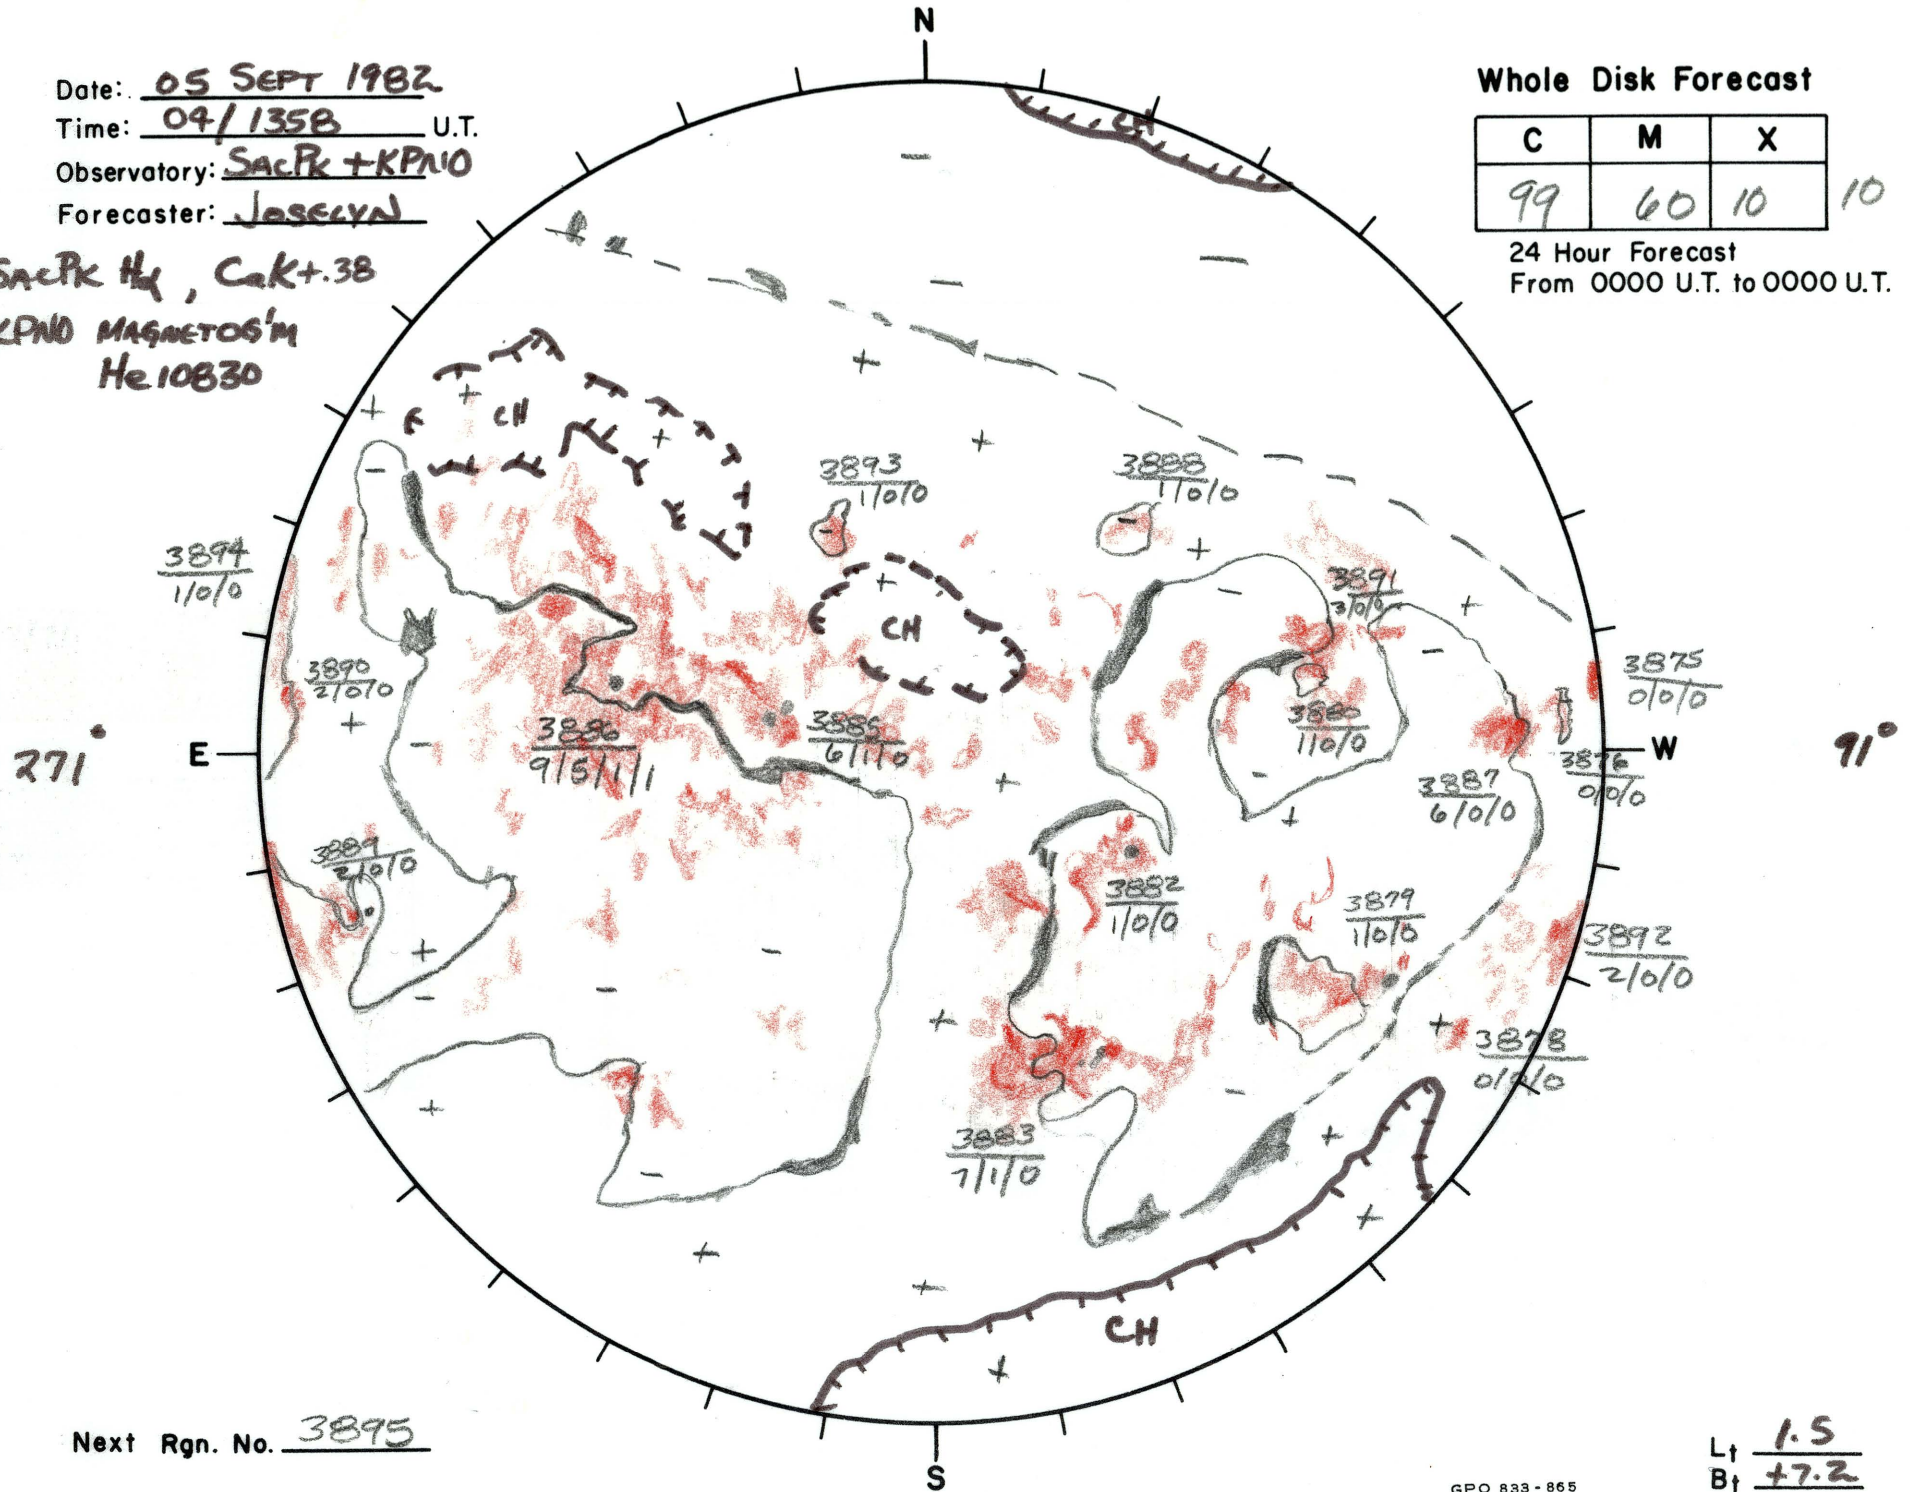 N
Date: 05 SEPT 1982
Time: 04/1358 U.T.
Observatory: SACPK + KPNO
Forecaster: JOSELYN
SACPK Hα, CaK+.38
KPNO MAGNETOG'M
He 10830
Whole Disk Forecast
C M X
99 60 10 10
24 Hour Forecast
From 0000 U.T. to 0000 U.T.
CH
CH
3893
1/0/0
3888
1/0/0
3894
1/0/0
3891
3/0/0
CH
3890
2/0/0
3875
0/0/0
3886
9/5/1/1
3885
6/1/0
3880
1/0/0
271° E
W 91°
3887
6/0/0
3876
0/0/0
3889
2/0/0
3882
1/0/0
3879
1/0/0
3892
2/0/0
3878
0/0/0
3883
7/1/0
CH
Next Rgn. No. 3895
S
Lt 1.5
Bt +7.2
GPO 833-865